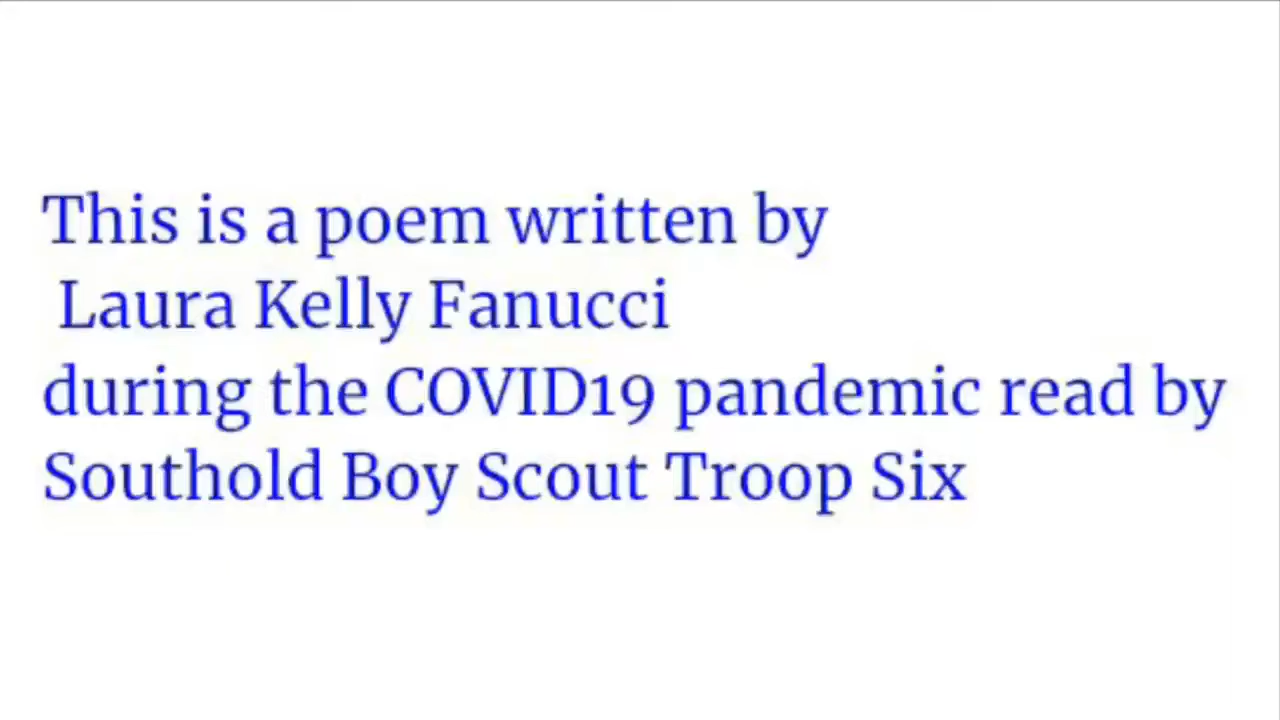 This is a poem written by
Laura Kelly Fanucci
during the COVID19 pandemic read by
Southold Boy Scout Troop Six